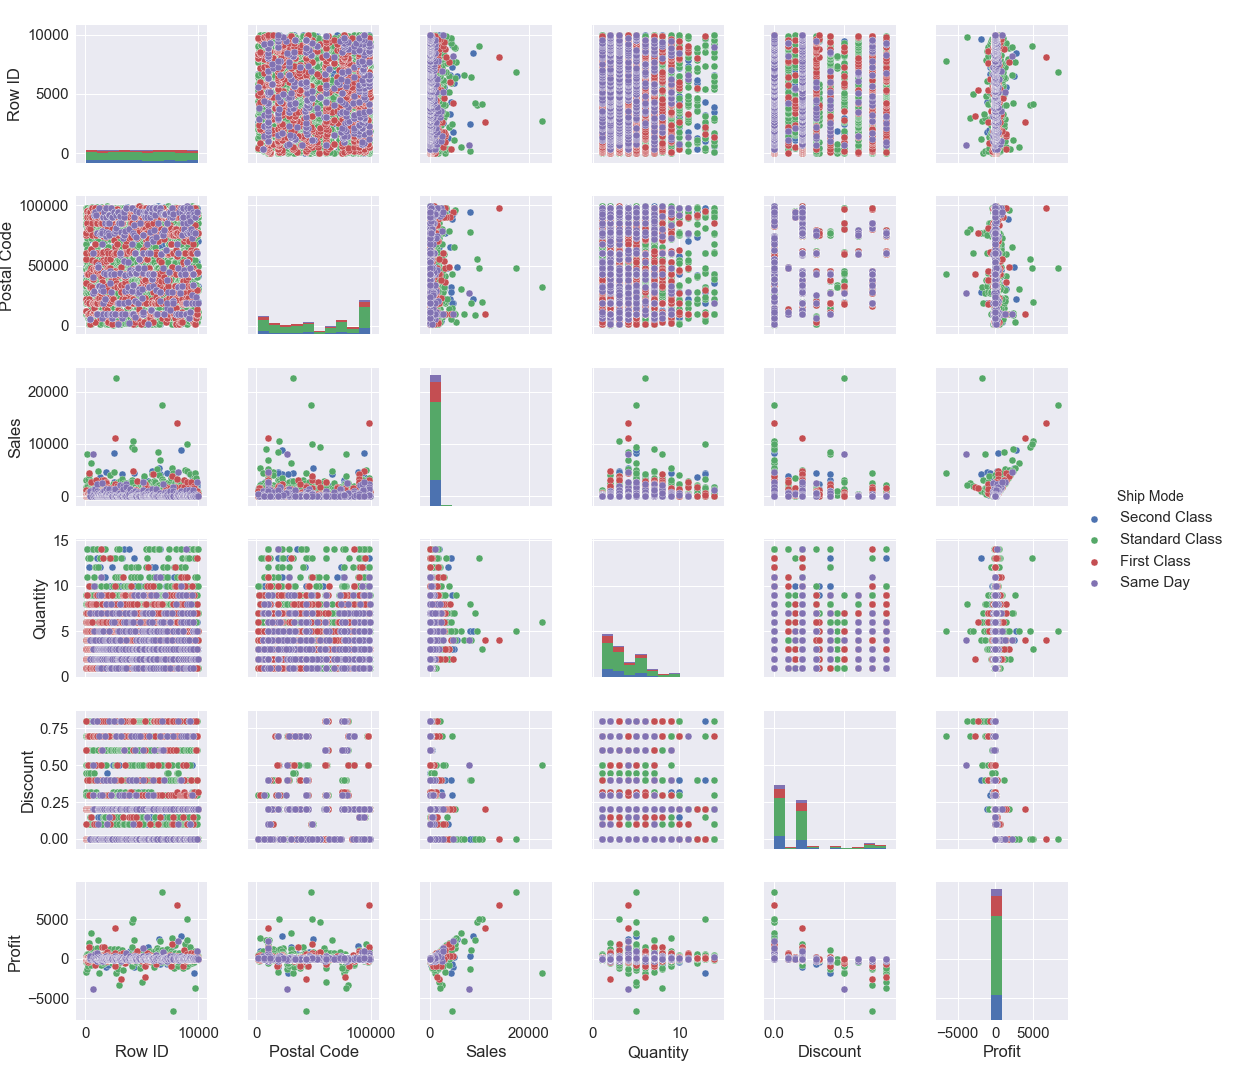 10000
5000
0
Row ID
100000
50000
0
Postal Code
20000
10000
0
Sales
15
10
5
0
Quantity
0.75
0.50
0.25
0.00
Discount
5000
0
−5000
Profit
0 10000
Row ID
0 100000
Postal Code
0 20000
Sales
0 10
Quantity
0.0 0.5
Discount
−5000 0 5000
Profit
Ship Mode
Second Class
Standard Class
First Class
Same Day